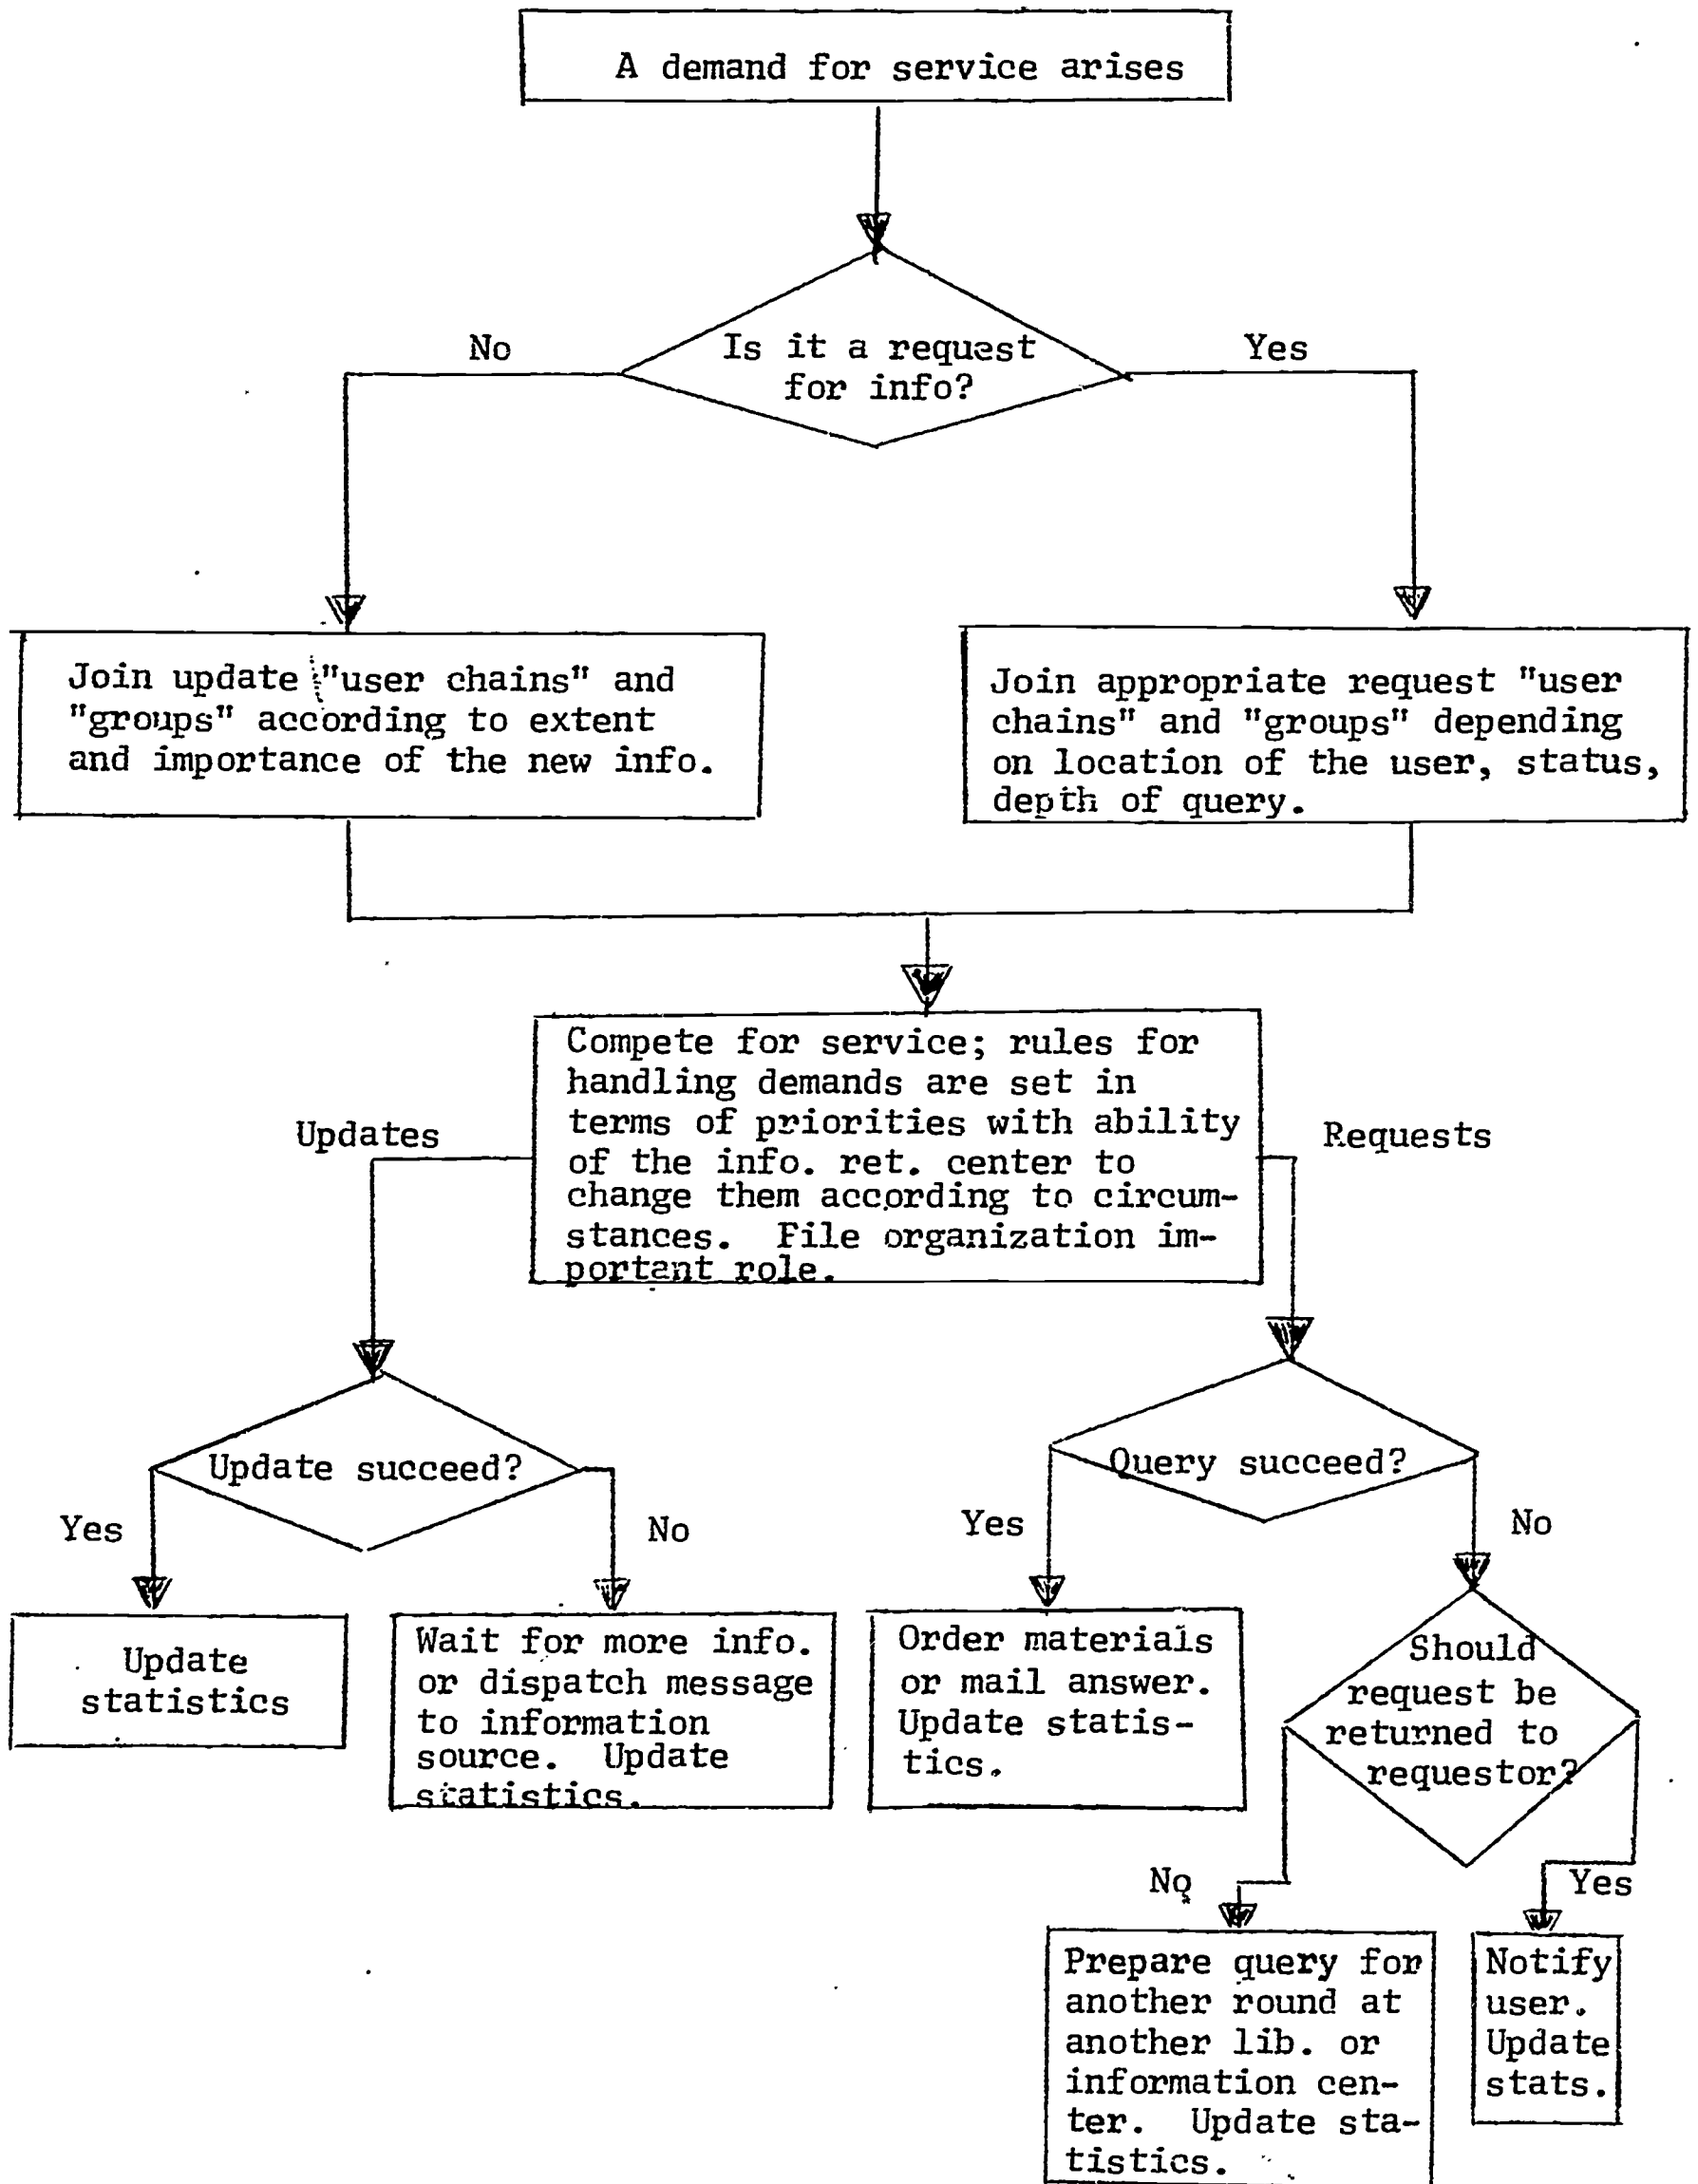 A demand for service arises
Is it a request
for info?
No
Yes
Join update "user chains" and
"groups" according to extent
and importance of the new info.
Join appropriate request "user
chains" and "groups" depending
on location of the user, status,
depth of query.
Compete for service; rules for
handling demands are set in
terms of priorities with ability
of the info. ret. center to
change them according to circum-
stances. File organization im-
portant role.
Updates
Requests
Update succeed?
Yes
No
Query succeed?
Yes
No
Update
statistics
Wait for more info.
or dispatch message
to information
source. Update
statistics.
Order materials
or mail answer.
Update statis-
tics.
Should
request be
returned to
requestor?
No
Yes
Prepare query for
another round at
another lib. or
information cen-
ter. Update sta-
tistics.
Notify
user.
Update
stats.